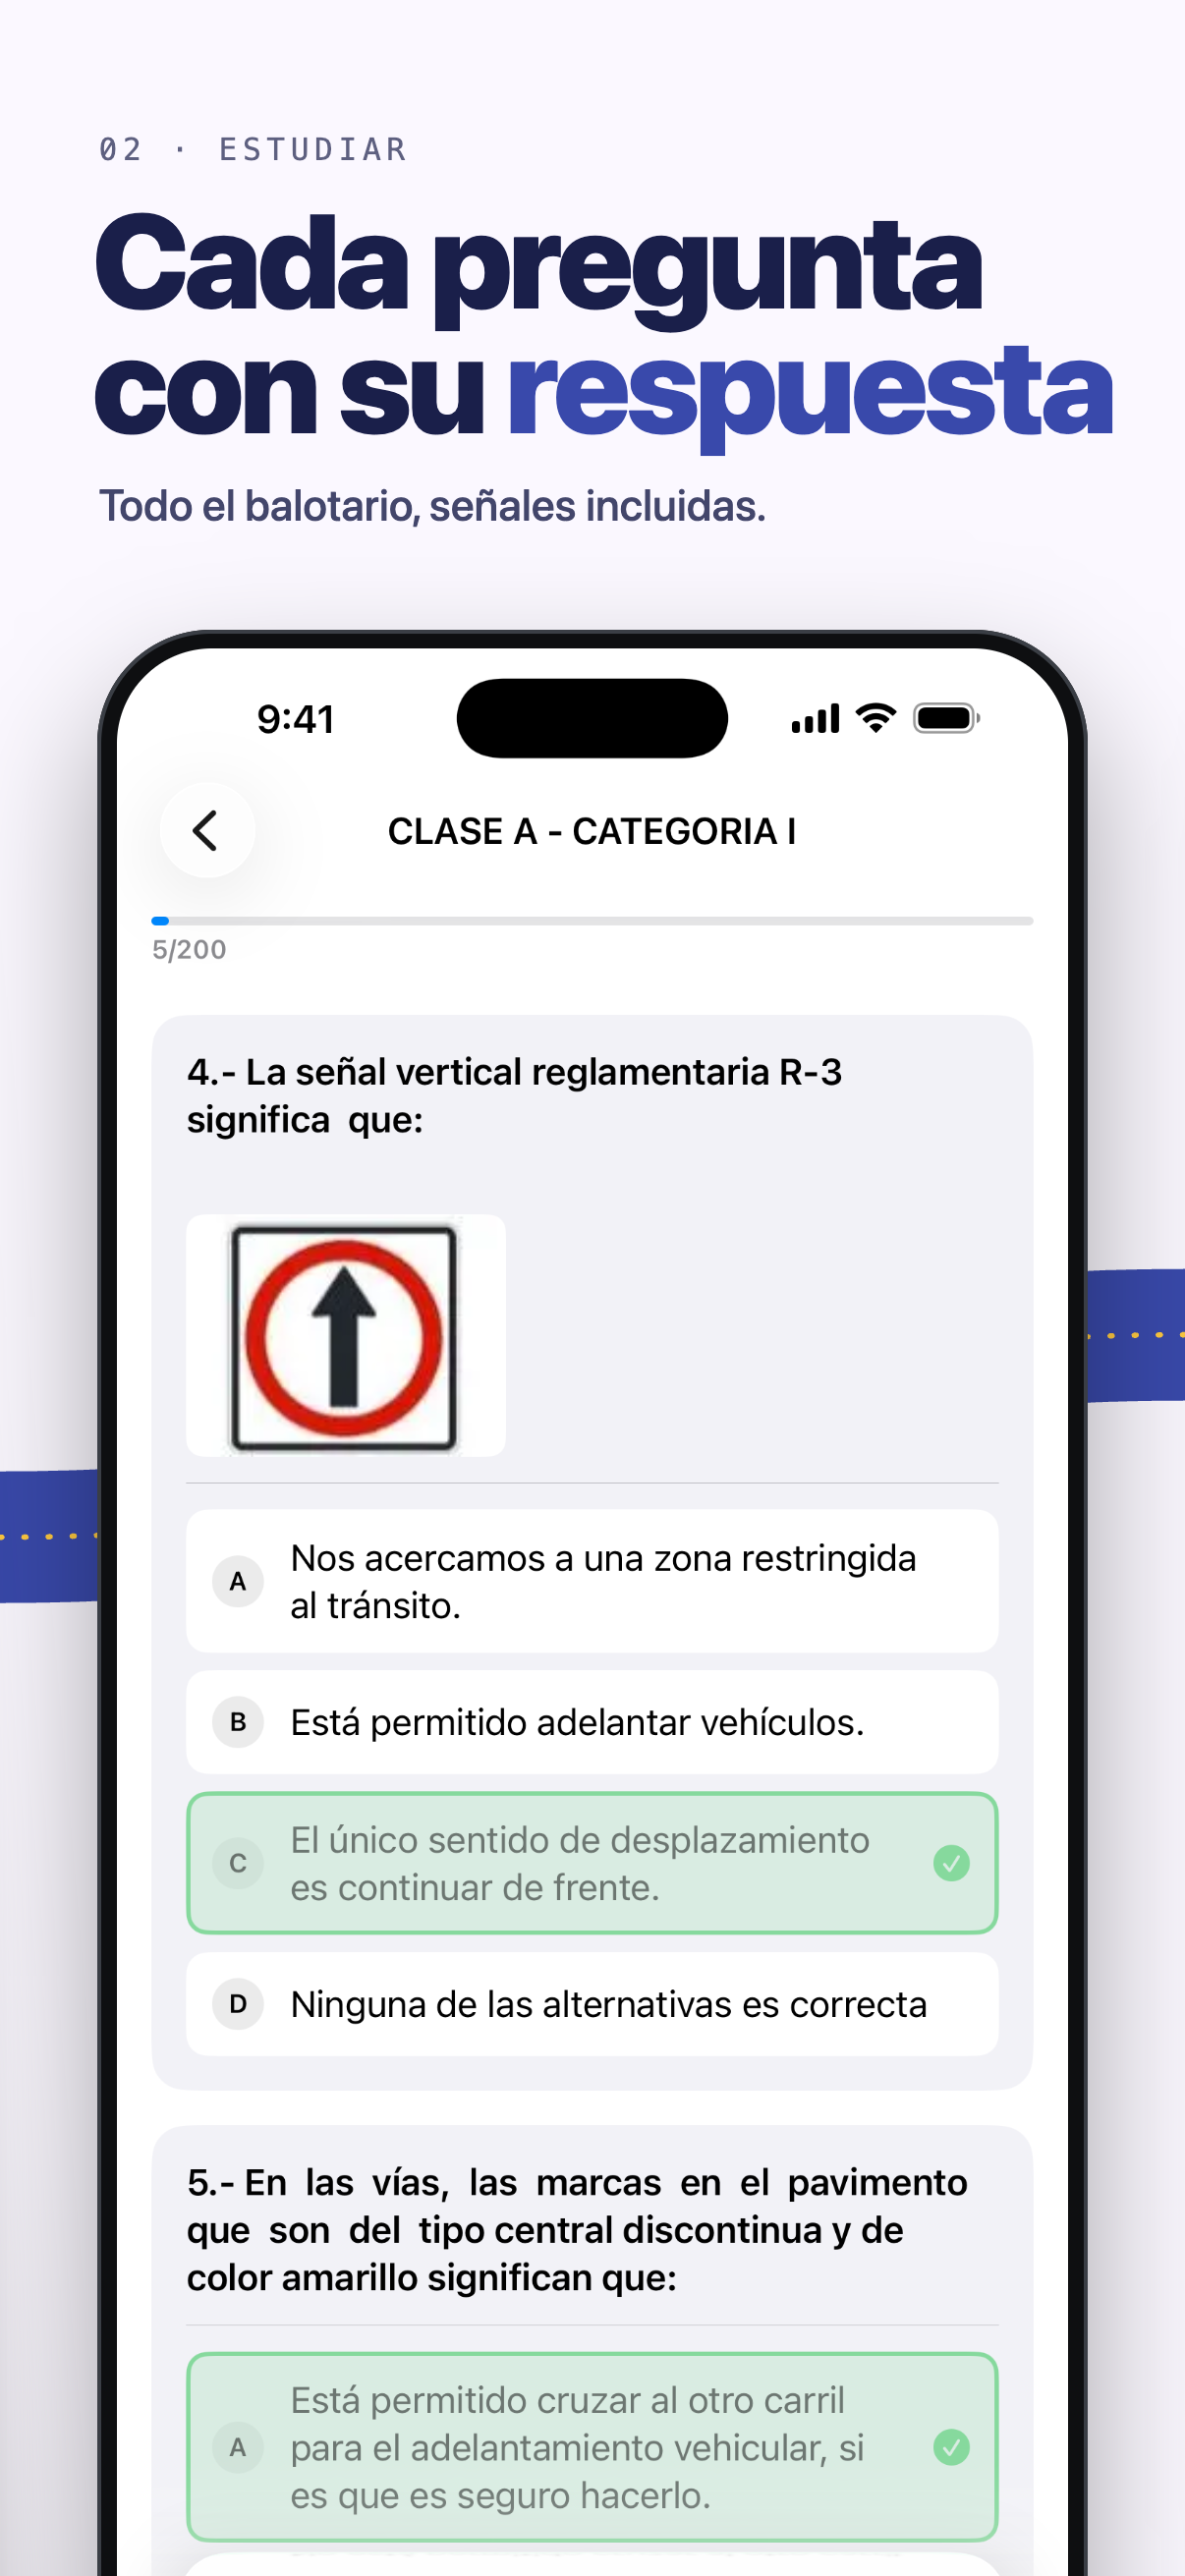 02 · ESTUDIAR
Cada pregunta
con su respuesta
Todo el balotario, señales incluidas.
9:41
CLASE A - CATEGORIA I
5/200
4.- La señal vertical reglamentaria R-3
significa  que:
A
Nos acercamos a una zona restringida
al tránsito.
B
Está permitido adelantar vehículos.
C
El único sentido de desplazamiento
es continuar de frente.
D
Ninguna de las alternativas es correcta
5.- En  las  vías,  las  marcas  en  el  pavimento
que  son  del  tipo central discontinua y de
color amarillo significan que:
A
Está permitido cruzar al otro carril
para el adelantamiento vehicular, si
es que es seguro hacerlo.